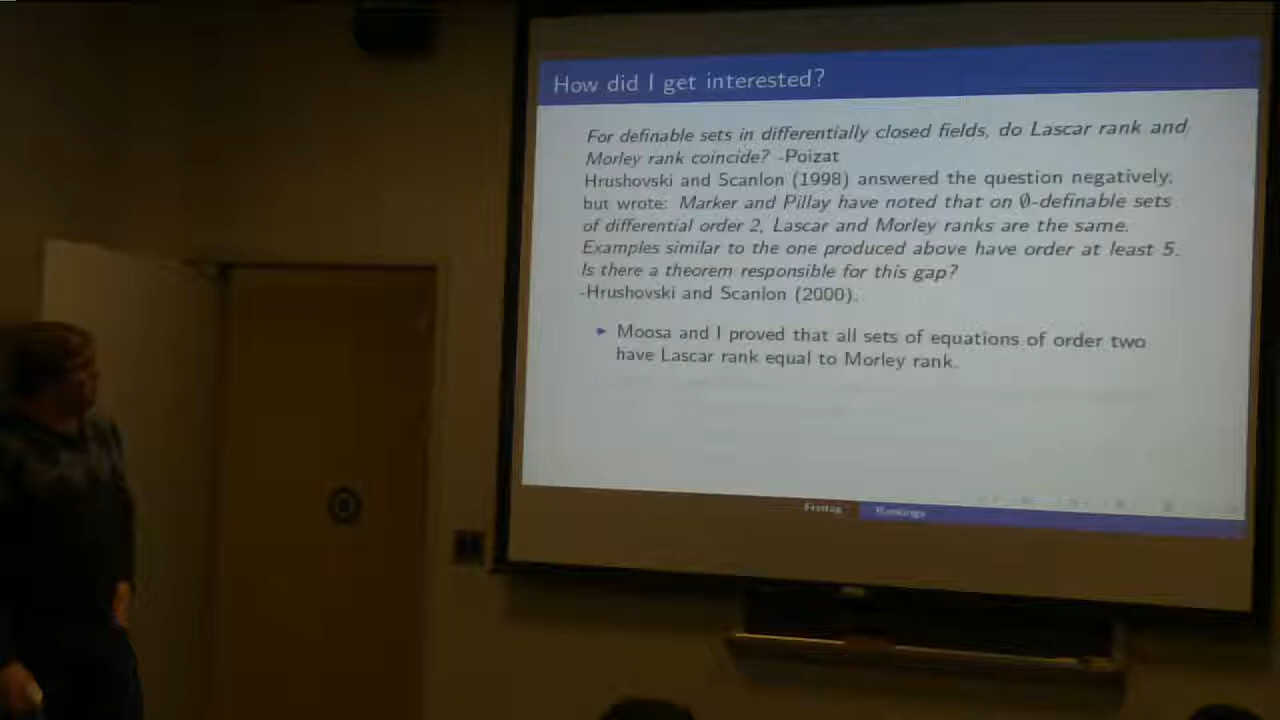 How did I get interested?
For definable sets in differentially closed fields, do Lascar rank and
Morley rank coincide? -Poizat
Hrushovski and Scanlon (1998) answered the question negatively,
but wrote: Marker and Pillay have noted that on ∅-definable sets
of differential order 2, Lascar and Morley ranks are the same.
Examples similar to the one produced above have order at least 5.
Is there a theorem responsible for this gap?
-Hrushovski and Scanlon (2000).
▶ Moosa and I proved that all sets of equations of order two
have Lascar rank equal to Morley rank.
Freitag Rankings